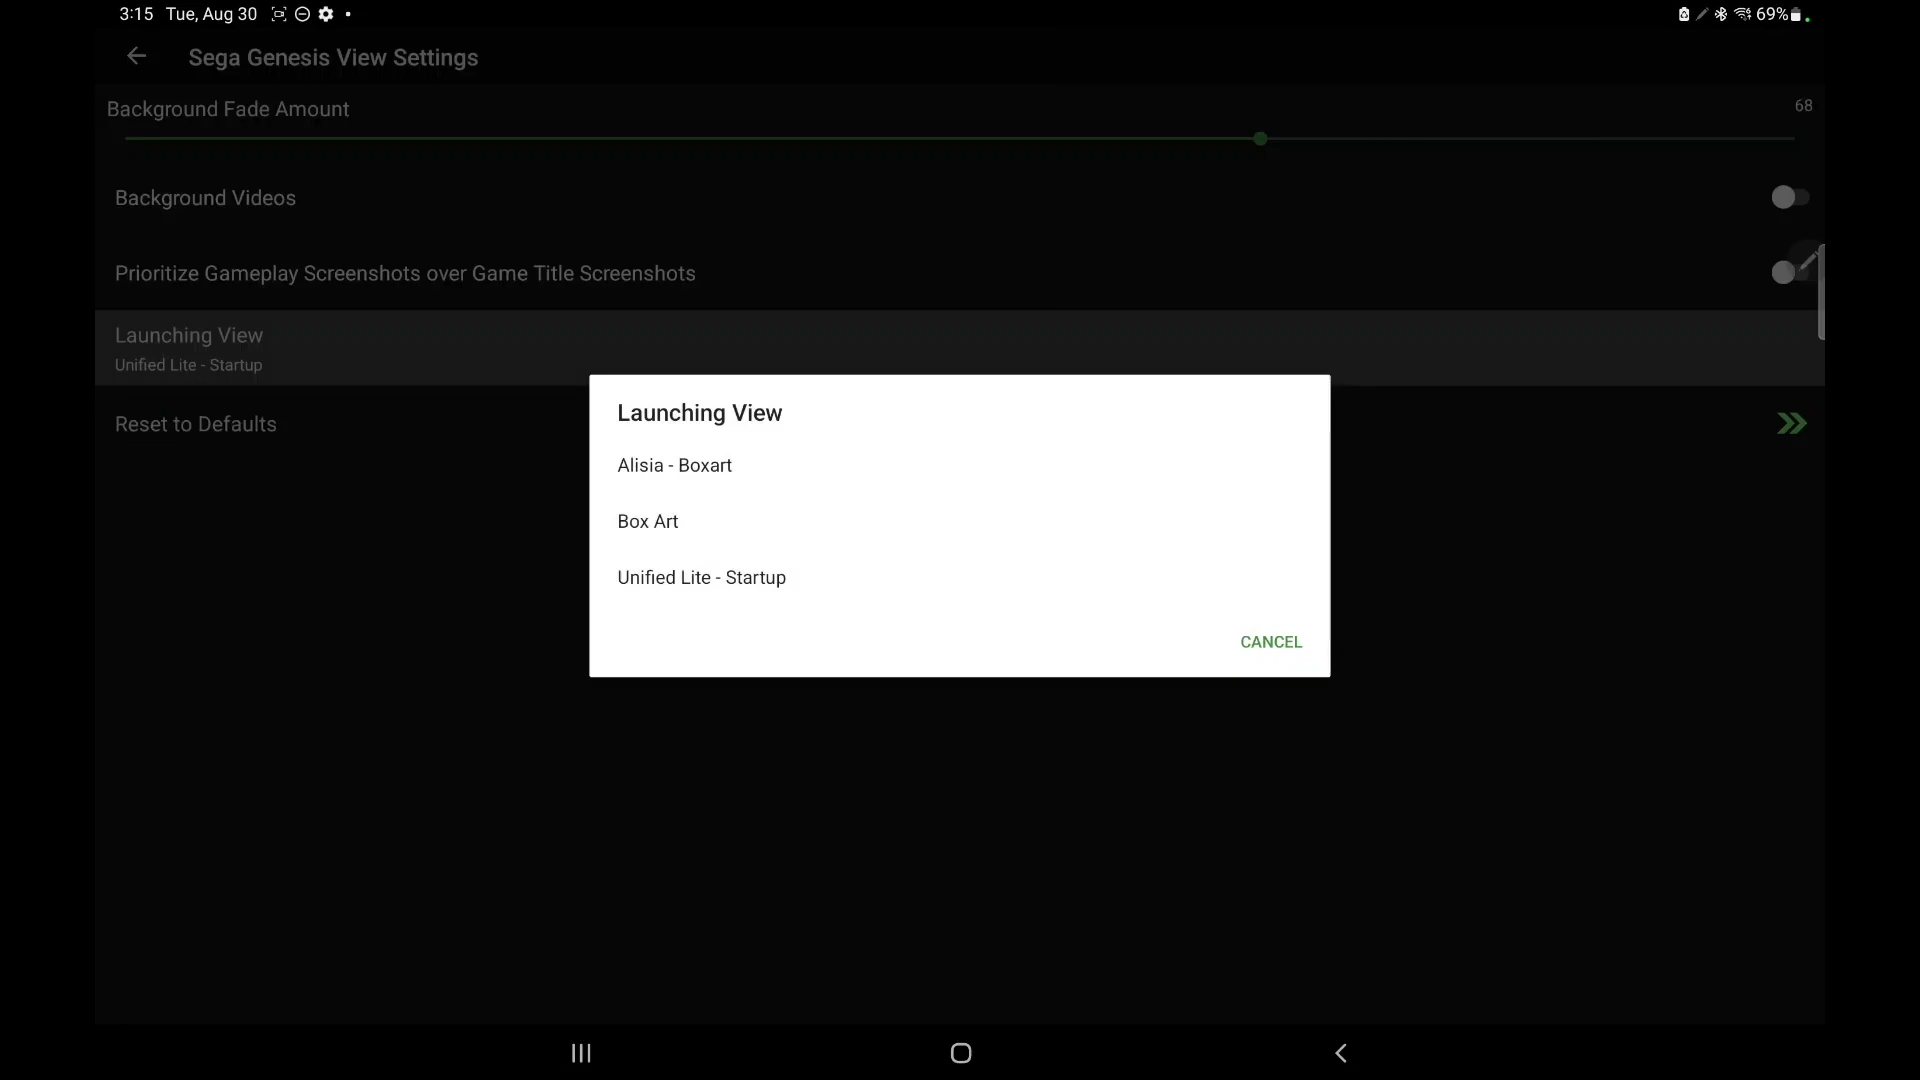 3:15 Tue, Aug 30
69%
Sega Genesis View Settings
Background Fade Amount
68
Background Videos
Prioritize Gameplay Screenshots over Game Title Screenshots
Launching View
Unified Lite - Startup
Reset to Defaults
Launching View
Alisia - Boxart
Box Art
Unified Lite - Startup
CANCEL